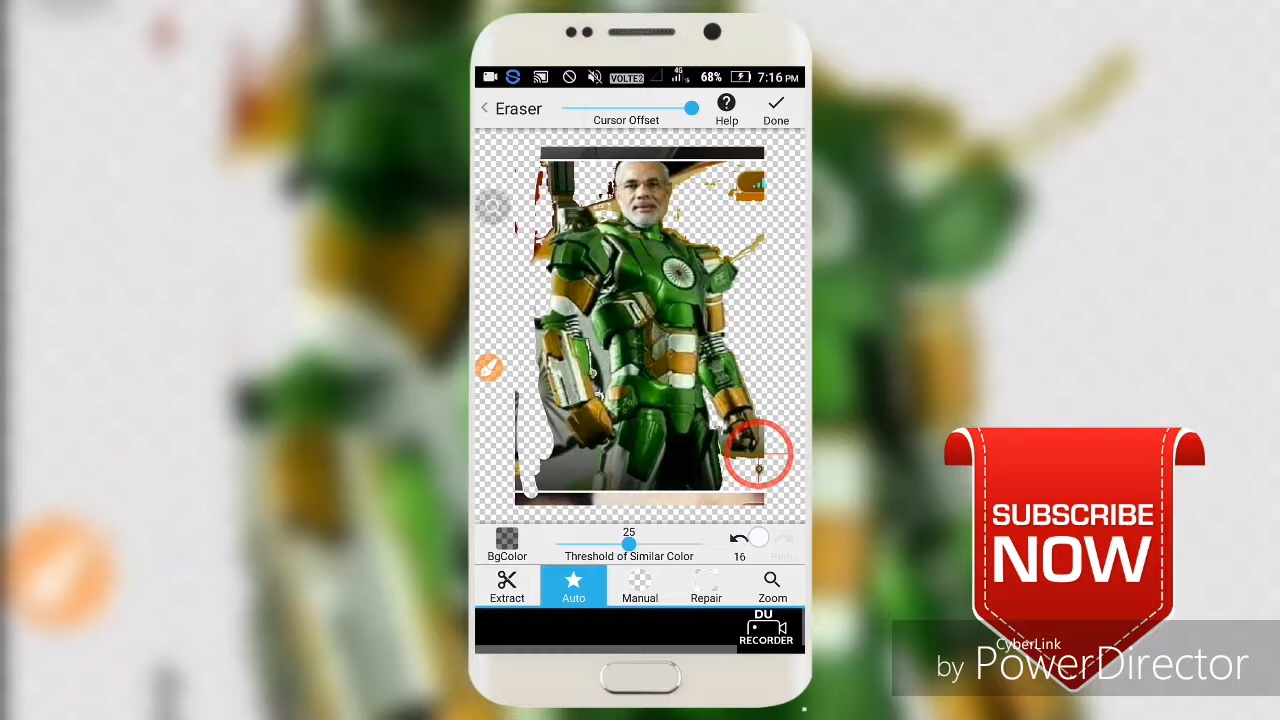 VOLTE2 4G 68% 7:16 PM
Eraser
Cursor Offset
Help
Done
25
BgColor
Threshold of Similar Color
16
Extract
Auto
Manual
Repair
Zoom
DU
RECORDER
SUBSCRIBE
NOW
CyberLink
by PowerDirector